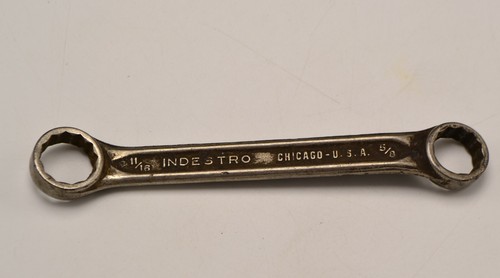 11/16 INDESTRO CHICAGO - U. S. A. 5/8